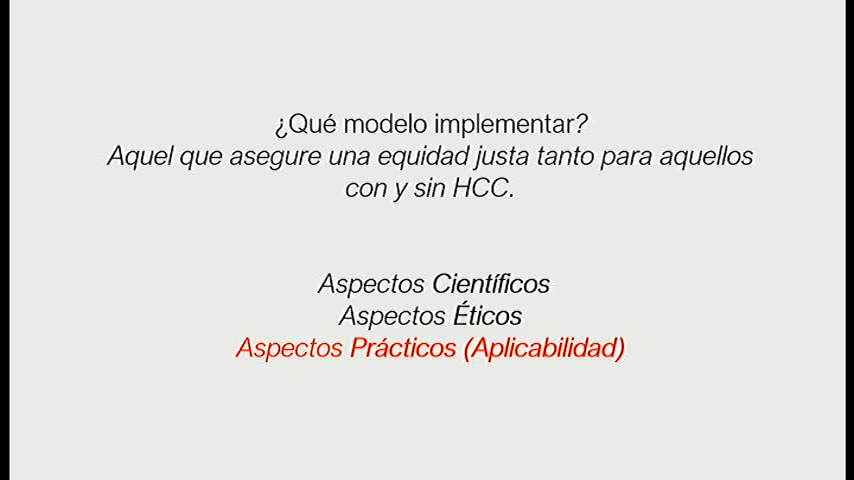 ¿Qué modelo implementar?
Aquel que asegure una equidad justa tanto para aquellos
con y sin HCC.
Aspectos Científicos
Aspectos Éticos
Aspectos Prácticos (Aplicabilidad)